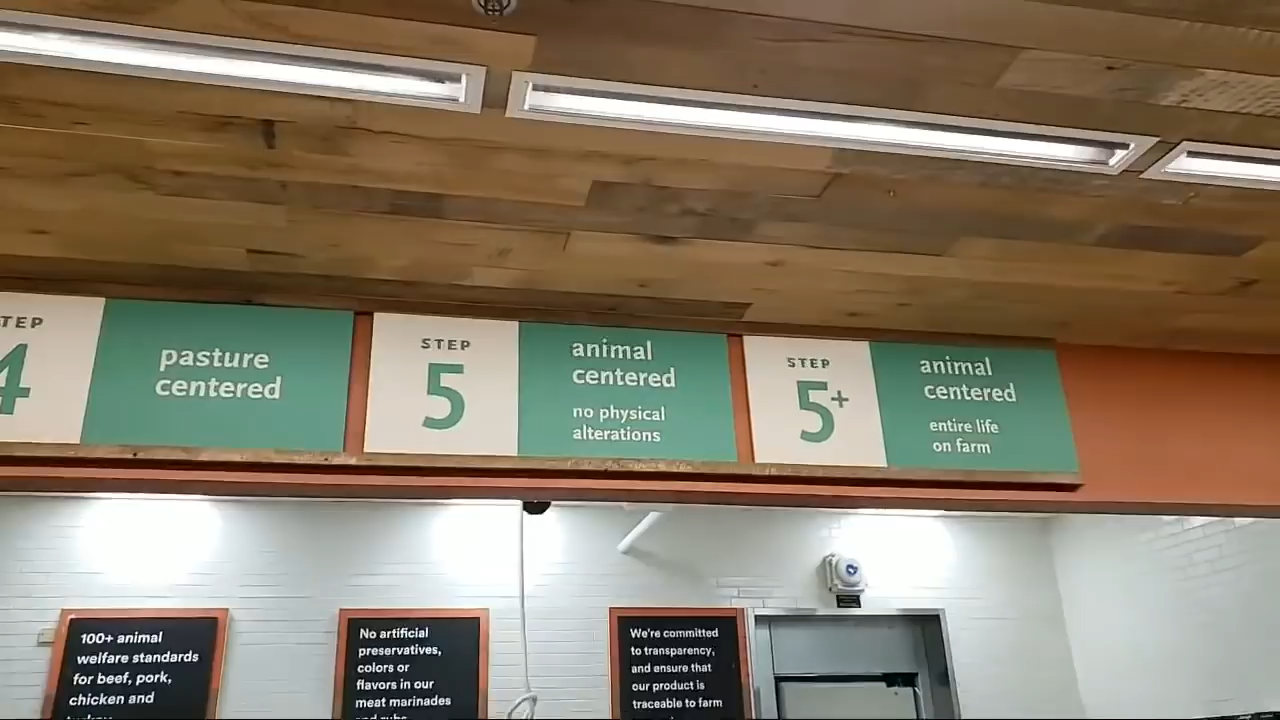 4
pasture
centered
STEP
5
animal
centered
no physical
alterations
STEP
5+
animal
centered
entire life
on farm
100+ animal
welfare standards
for beef, pork,
chicken and
No artificial
preservatives,
colors or
flavors in our
meat marinades
and rubs
We're committed
to transparency,
and ensure that
our product is
traceable to farm